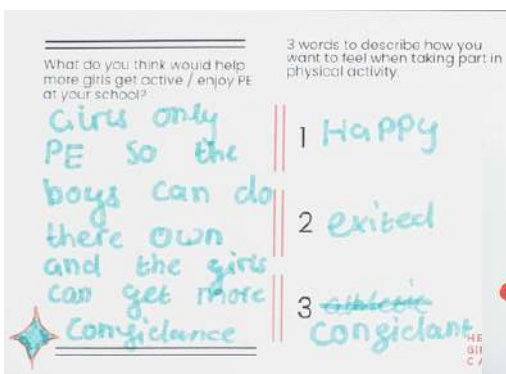 What do you think would help
more girls get active / enjoy PE
at your school?
Girls only
PE so the
boys can do
there own
and the girls
can get more
Congidance
3 words to describe how you
want to feel when taking part in
physical activity.
1 Happy
2 exited
3 athletic
Congidant